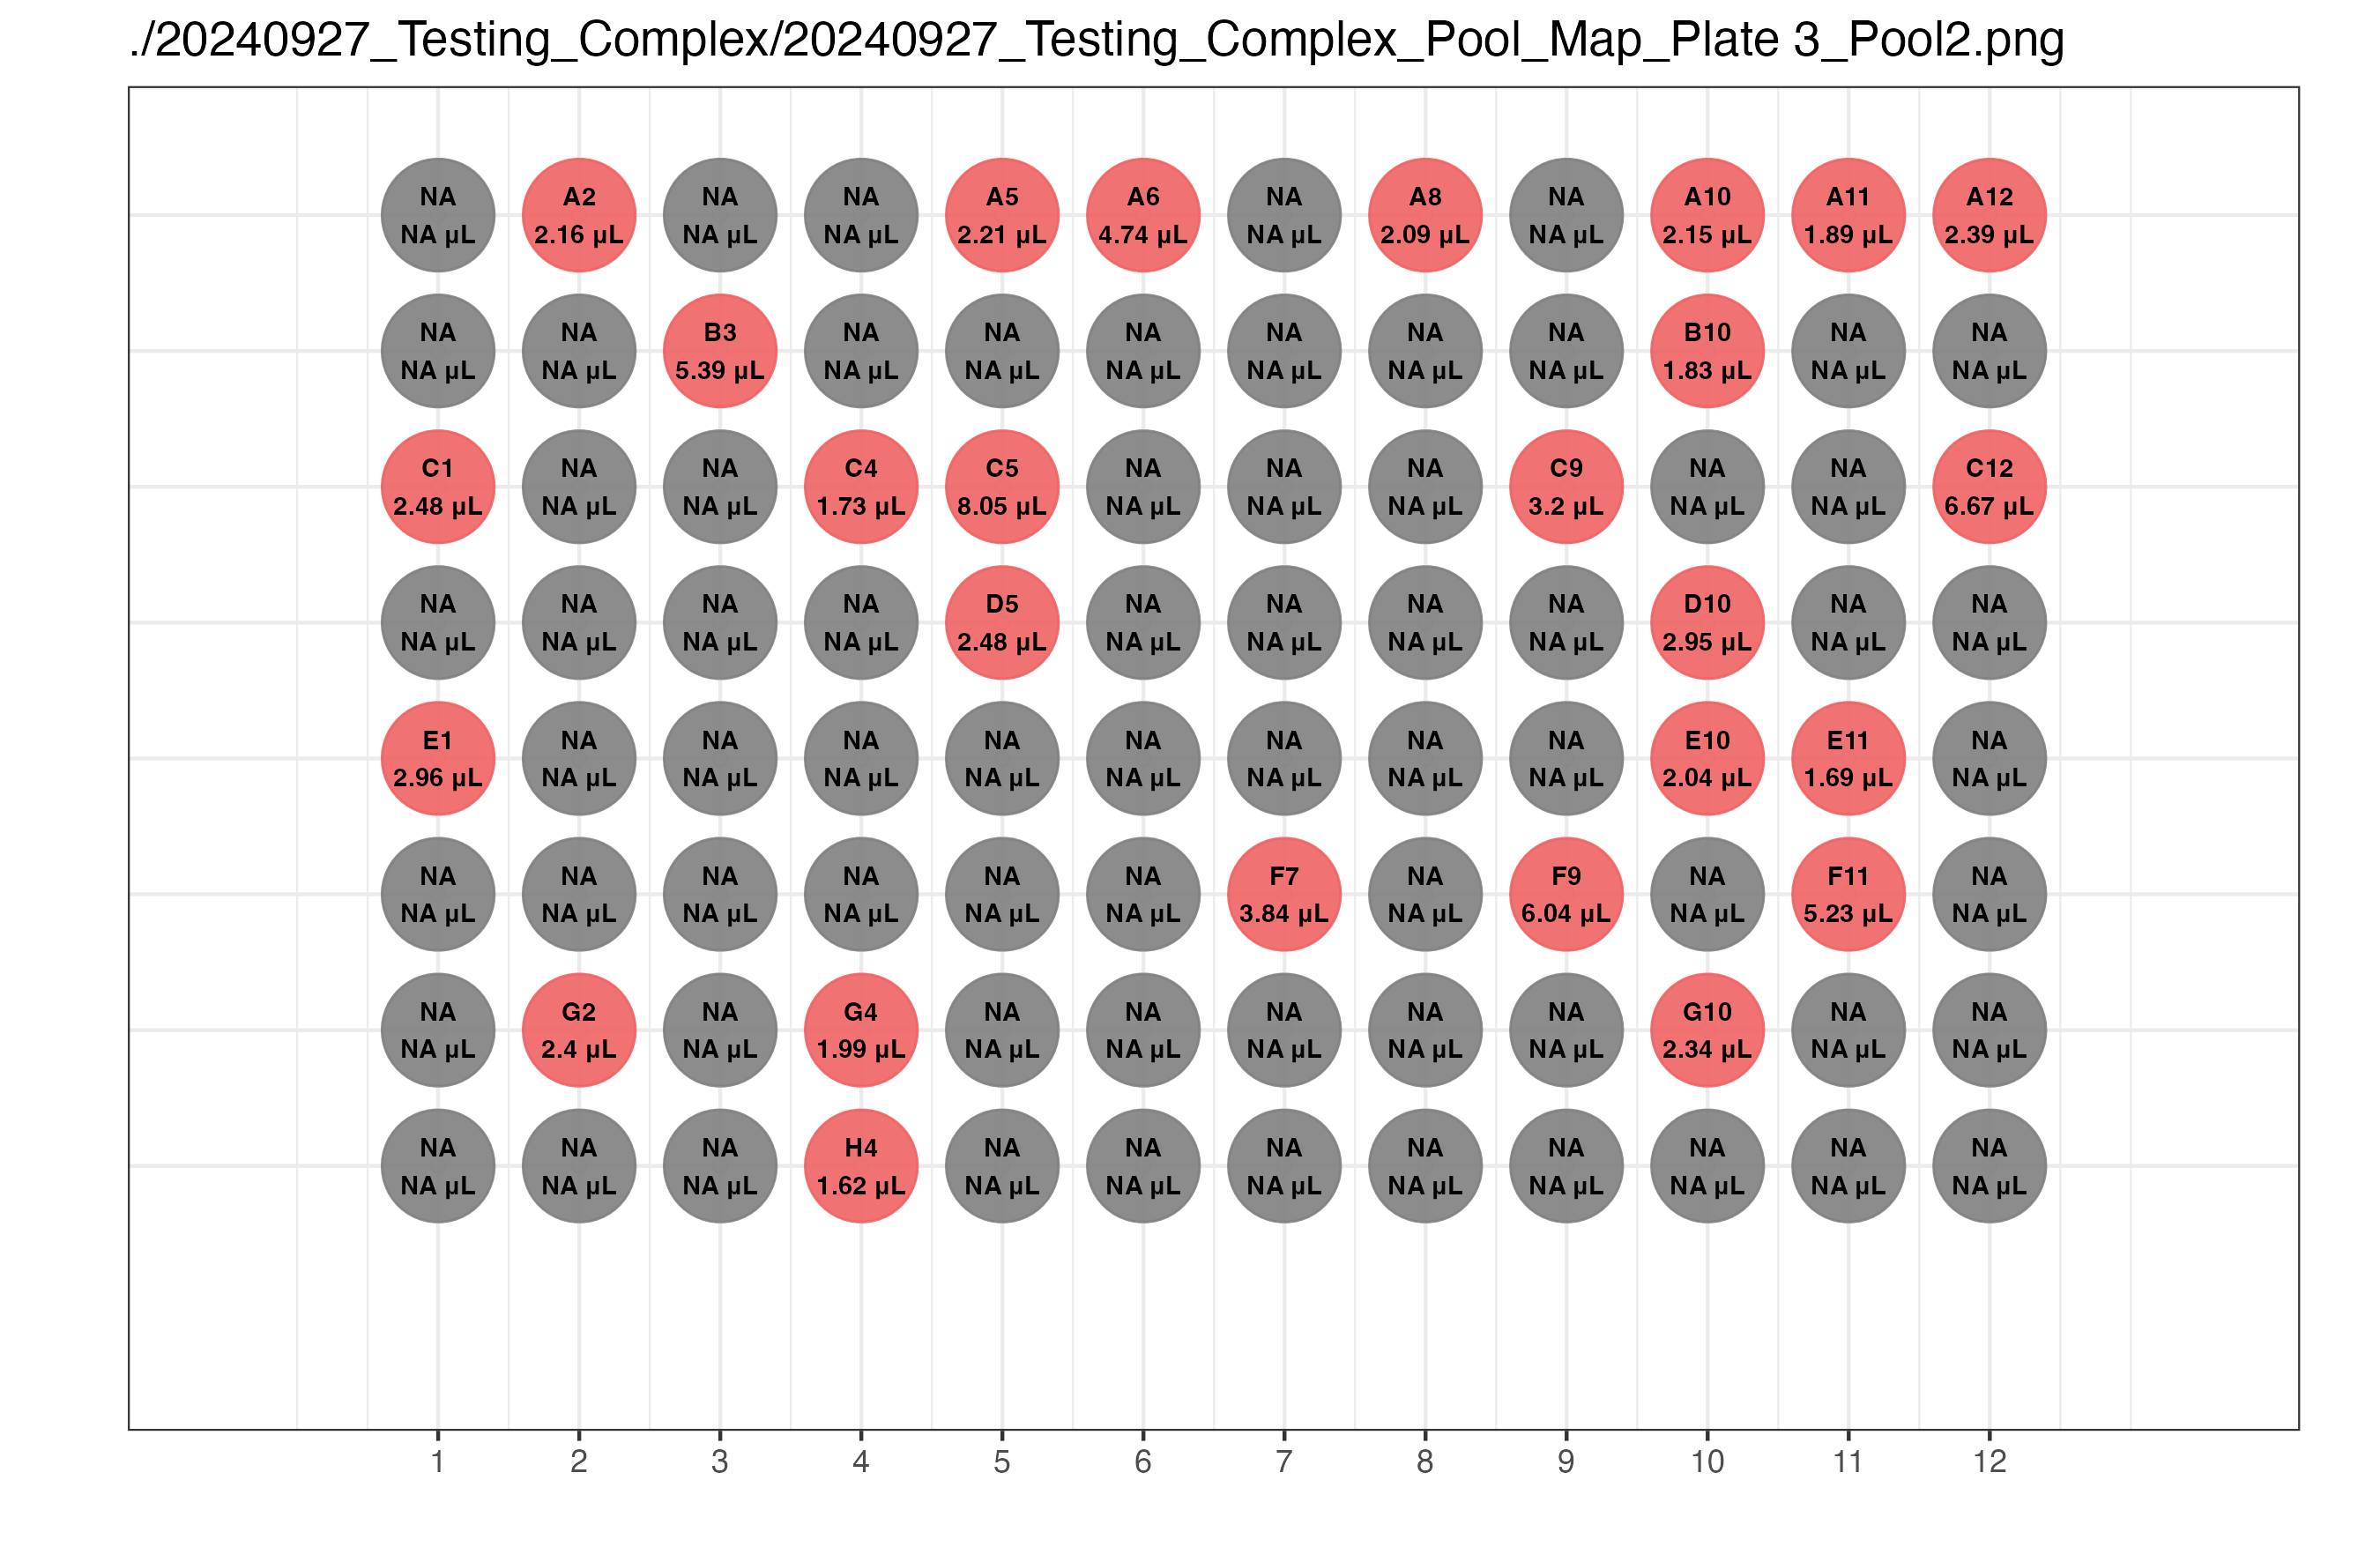 ./20240927_Testing_Complex/20240927_Testing_Complex_Pool_Map_Plate 3_Pool2.png
NA A2 NA NA A5 A6 NA A8 NA A10 A11 A12
NA µL 2.16 µL NA µL NA µL 2.21 µL 4.74 µL NA µL 2.09 µL NA µL 2.15 µL 1.89 µL 2.39 µL
NA NA B3 NA NA NA NA NA NA B10 NA NA
NA µL NA µL 5.39 µL NA µL NA µL NA µL NA µL NA µL NA µL 1.83 µL NA µL NA µL
C1 NA NA C4 C5 NA NA NA C9 NA NA C12
2.48 µL NA µL NA µL 1.73 µL 8.05 µL NA µL NA µL NA µL 3.2 µL NA µL NA µL 6.67 µL
NA NA NA NA D5 NA NA NA NA D10 NA NA
NA µL NA µL NA µL NA µL 2.48 µL NA µL NA µL NA µL NA µL 2.95 µL NA µL NA µL
E1 NA NA NA NA NA NA NA NA E10 E11 NA
2.96 µL NA µL NA µL NA µL NA µL NA µL NA µL NA µL NA µL 2.04 µL 1.69 µL NA µL
NA NA NA NA NA NA F7 NA F9 NA F11 NA
NA µL NA µL NA µL NA µL NA µL NA µL 3.84 µL NA µL 6.04 µL NA µL 5.23 µL NA µL
NA G2 NA G4 NA NA NA NA NA G10 NA NA
NA µL 2.4 µL NA µL 1.99 µL NA µL NA µL NA µL NA µL NA µL 2.34 µL NA µL NA µL
NA NA NA H4 NA NA NA NA NA NA NA NA
NA µL NA µL NA µL 1.62 µL NA µL NA µL NA µL NA µL NA µL NA µL NA µL NA µL
1 2 3 4 5 6 7 8 9 10 11 12